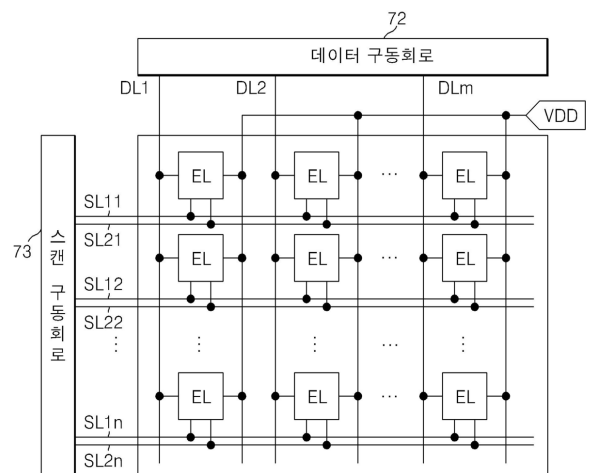 72
데이터 구동회로
DL1 DL2 DLm
VDD
EL EL ... EL
SL11
SL21
73
스캔 구동회로
EL EL ... EL
SL12
SL22
⋮ ⋮ ⋮ ... ⋮
EL EL ... EL
SL1n
SL2n